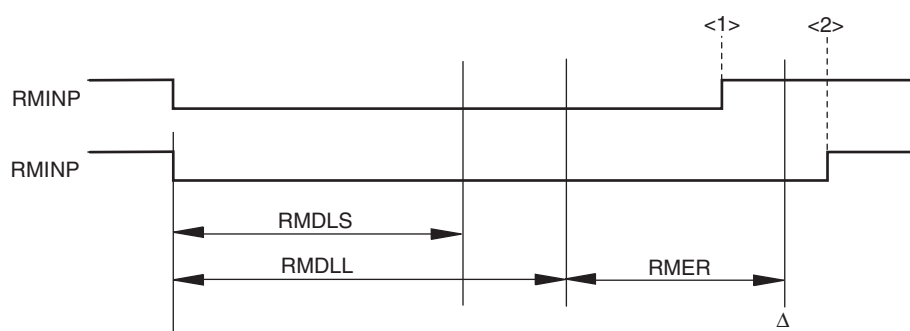 <1> <2>
RMINP
RMINP
RMDLS
RMDLL RMER
Δ